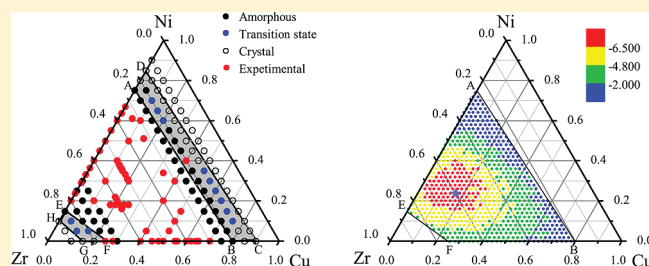 Ni
Amorphous
Transition state
Crystal
Expetimental
D
A
E
H
G
F
B
C
0.0
0.2
0.4
0.6
0.8
1.0
1.0
0.8
0.6
0.4
0.2
0.0
0.0
0.2
0.4
0.6
0.8
1.0
Zr
Cu
Ni
-6.500
-4.800
-2.000
A
E
F
B
0.0
0.2
0.4
0.6
0.8
1.0
1.0
0.8
0.6
0.4
0.2
0.0
0.0
0.2
0.4
0.6
0.8
1.0
Zr
Cu